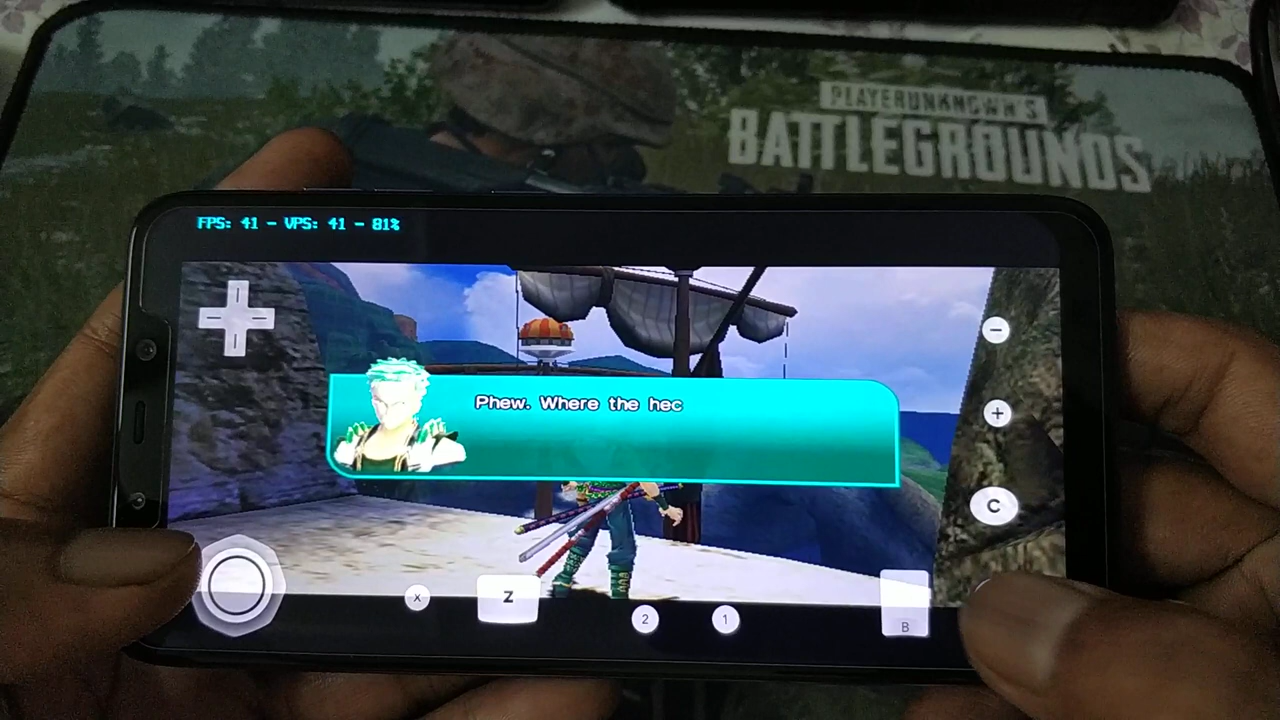 PLAYERUNKNOWN'S
BATTLEGROUNDS
FPS: 41 - VPS: 41 - 81%
Phew. Where the hec
-
+
C
X
Z
2
1
B